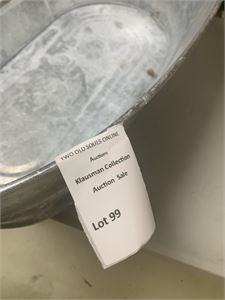 TWO OLD SOULS ONLINE
Auctions
Klausman Collection
Auction Sale
Lot 99